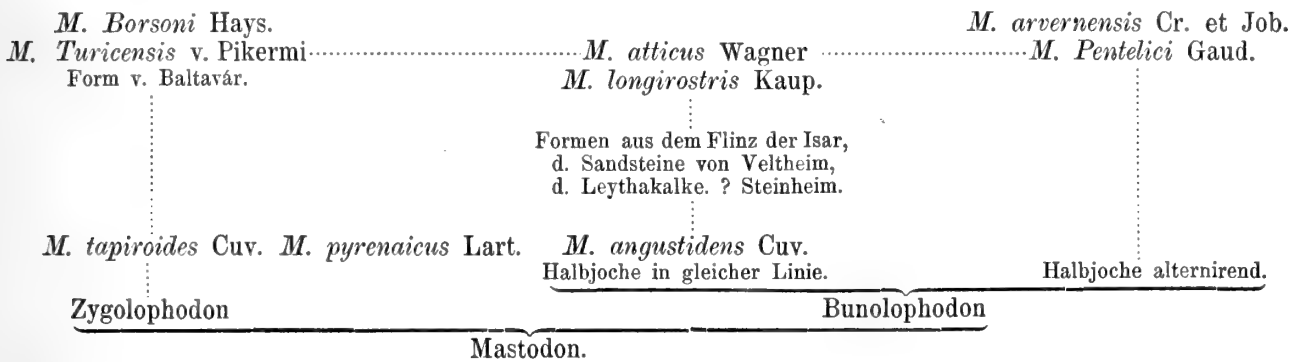 M. Borsoni Hays. M. arvernensis Cr. et Job.
M. Turicensis v. Pikermi M. atticus Wagner M. Pentelici Gaud.
Form v. Baltavár. M. longirostris Kaup.
Formen aus dem Flinz der Isar,
d. Sandsteine von Veltheim,
d. Leythakalke. ? Steinheim.
M. tapiroides Cuv. M. pyrenaicus Lart. M. angustidens Cuv.
Halbjoche in gleicher Linie. Halbjoche alternirend.
Zygolophodon Bunolophodon
Mastodon.